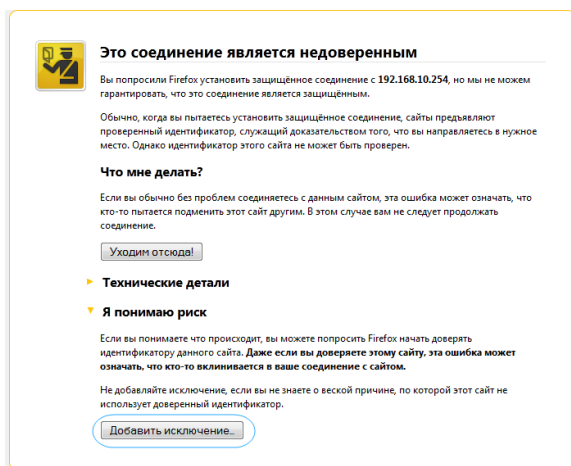 Это соединение является недоверенным
Вы попросили Firefox установить защищённое соединение с 192.168.10.254, но мы не можем
гарантировать, что это соединение является защищённым.
Обычно, когда вы пытаетесь установить защищённое соединение, сайты предъявляют
проверенный идентификатор, служащий доказательством того, что вы направляетесь в нужное
место. Однако идентификатор этого сайта не может быть проверен.
Что мне делать?
Если вы обычно без проблем соединяетесь с данным сайтом, эта ошибка может означать, что
кто-то пытается подменить этот сайт другим. В этом случае вам не следует продолжать
соединение.
Уходим отсюда!
Технические детали
Я понимаю риск
Если вы понимаете что происходит, вы можете попросить Firefox начать доверять
идентификатору данного сайта. Даже если вы доверяете этому сайту, эта ошибка может
означать, что кто-то вклинивается в ваше соединение с сайтом.
Не добавляйте исключение, если вы не знаете о веской причине, по которой этот сайт не
использует доверенный идентификатор.
Добавить исключение…